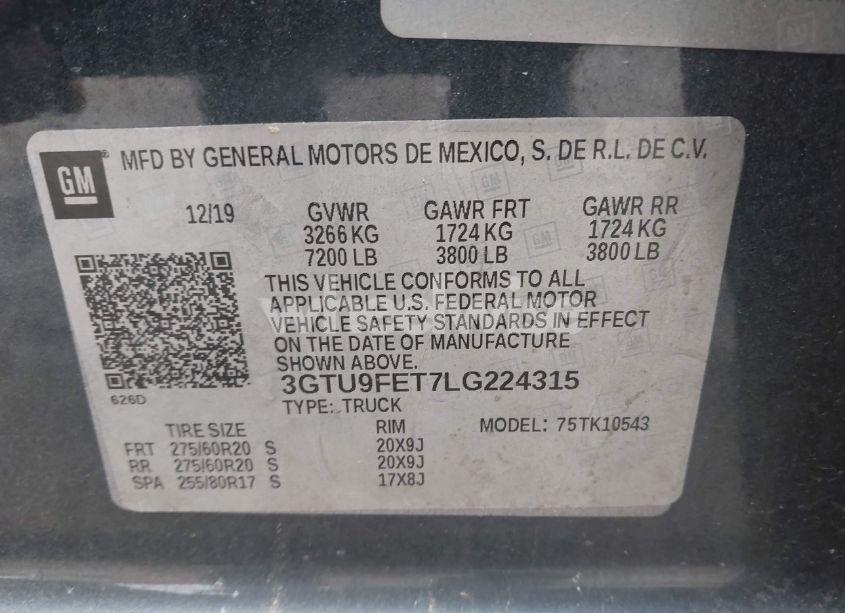 GM ® MFD BY GENERAL MOTORS DE MEXICO, S. DE R.L. DE C.V.
12/19 GVWR GAWR FRT GAWR RR
3266 KG 1724 KG 1724 KG
7200 LB 3800 LB 3800 LB
THIS VEHICLE CONFORMS TO ALL
APPLICABLE U.S. FEDERAL MOTOR
VEHICLE SAFETY STANDARDS IN EFFECT
ON THE DATE OF MANUFACTURE
SHOWN ABOVE.
3GTU9FET7LG224315
626D
TYPE: TRUCK
TIRE SIZE RIM MODEL: 75TK10543
FRT 275/60R20 S 20X9J
RR 275/60R20 S 20X9J
SPA 255/80R17 S 17X8J